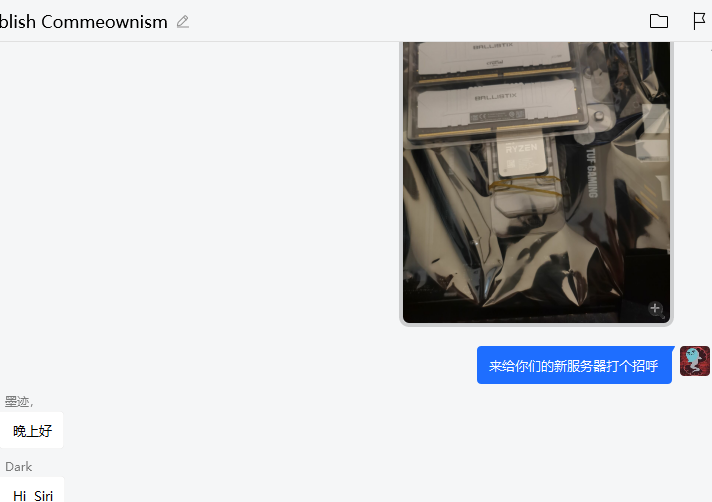 blish Commeownism
BALLISTIX
BALLISTIX
RYZEN
TUF GAMING
来给你们的新服务器打个招呼
墨迹,
晚上好
Dark
Hi Siri